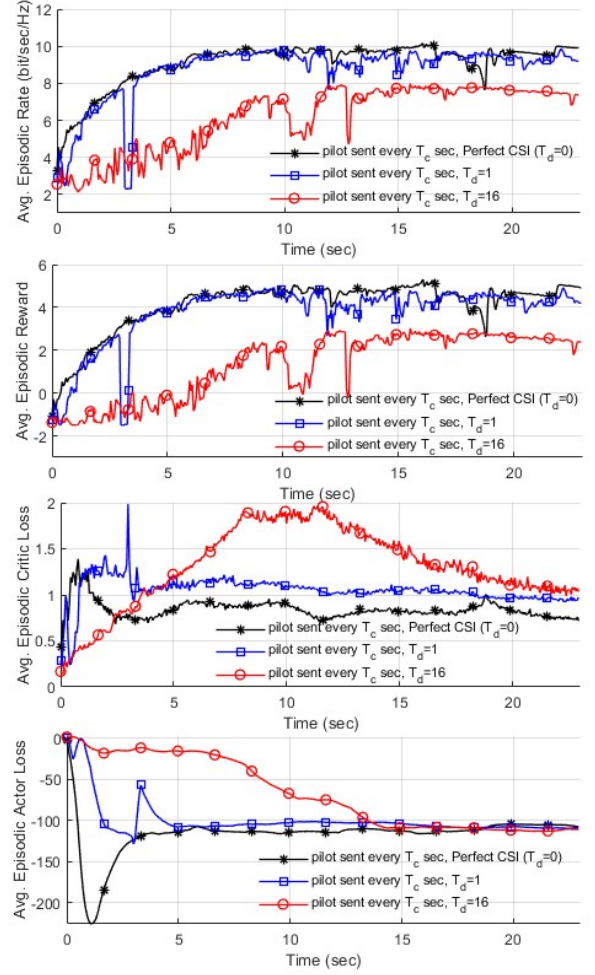 Avg. Episodic Rate (bit/sec/Hz)
12
10
8
6
4
2
pilot sent every T_c sec, Perfect CSI (T_d=0)
pilot sent every T_c sec, T_d=1
pilot sent every T_c sec, T_d=16
0
5
10
15
20
Time (sec)
Avg. Episodic Reward
6
4
2
0
-2
pilot sent every T_c sec, Perfect CSI (T_d=0)
pilot sent every T_c sec, T_d=1
pilot sent every T_c sec, T_d=16
0
5
10
15
20
Time (sec)
Avg. Episodic Critic Loss
2
1.5
1
0.5
0
pilot sent every T_c sec, Perfect CSI (T_d=0)
pilot sent every T_c sec, T_d=1
pilot sent every T_c sec, T_d=16
0
5
10
15
20
Time (sec)
Avg. Episodic Actor Loss
0
-50
-100
-150
-200
pilot sent every T_c sec, Perfect CSI (T_d=0)
pilot sent every T_c sec, T_d=1
pilot sent every T_c sec, T_d=16
0
5
10
15
20
Time (sec)